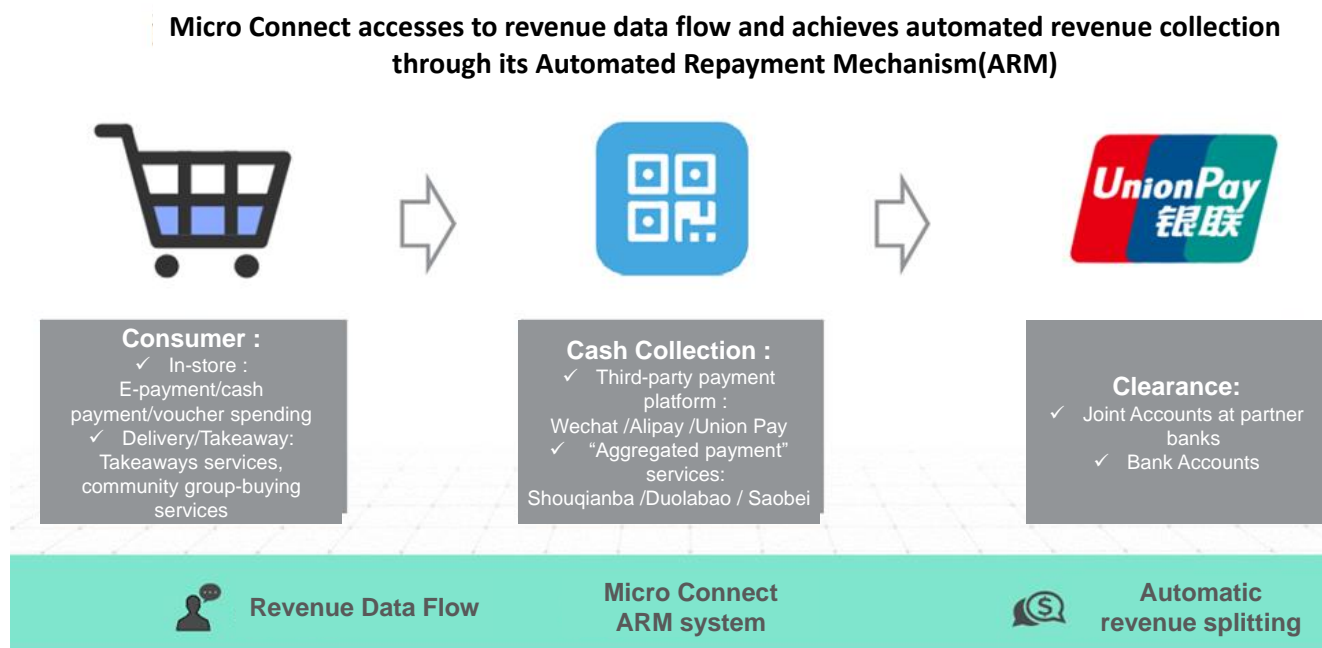 Micro Connect accesses to revenue data flow and achieves automated revenue collection
through its Automated Repayment Mechanism(ARM)
UnionPay
银联
Consumer :
✓ In-store :
E-payment/cash
payment/voucher spending
✓ Delivery/Takeaway:
Takeaways services,
community group-buying
services
Cash Collection :
✓ Third-party payment
platform :
Wechat /Alipay /Union Pay
✓ “Aggregated payment”
services:
Shouqianba /Duolabao / Saobei
Clearance:
✓ Joint Accounts at partner
banks
✓ Bank Accounts
Revenue Data Flow
Micro Connect
ARM system
Automatic
revenue splitting